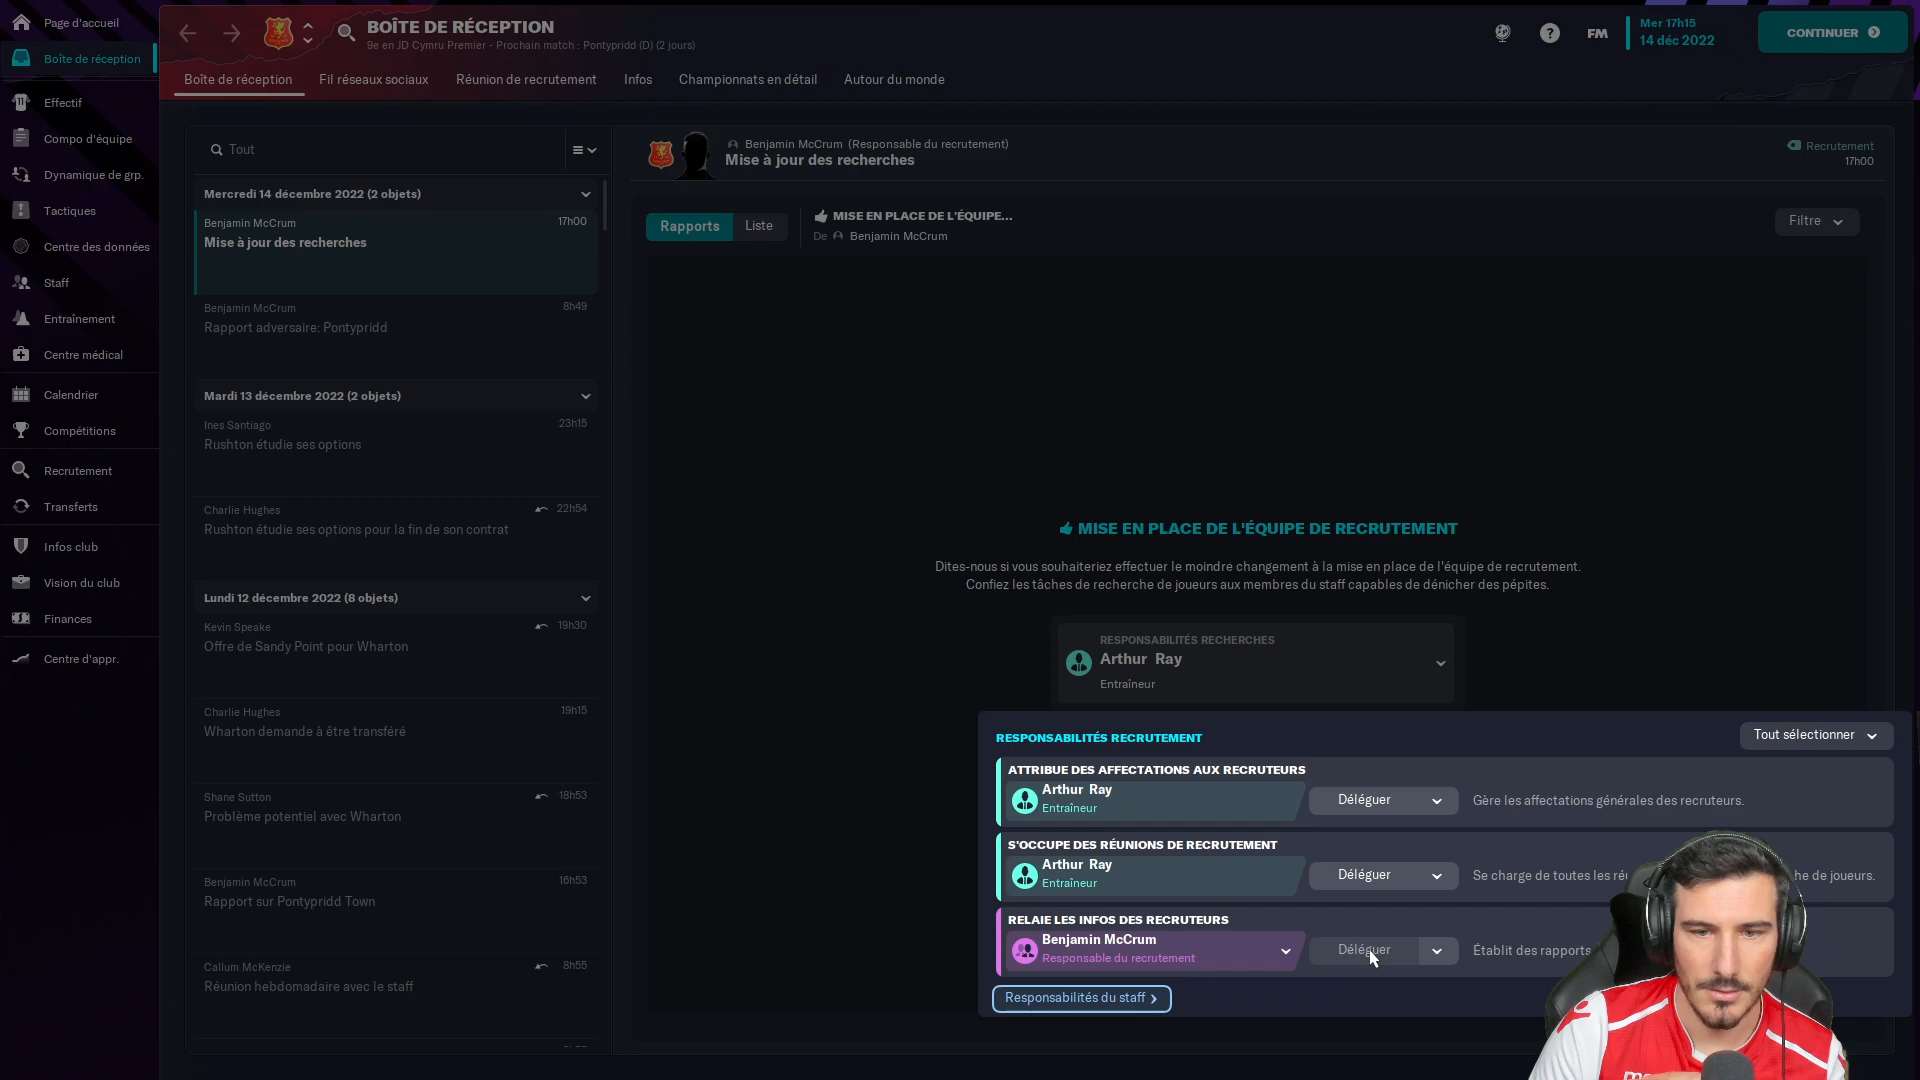 Page d'accueil
Boîte de réception
Effectif
Compo d'équipe
Dynamique de grp.
Tactiques
Centre des données
Staff
Entraînement
Centre médical
Calendrier
Compétitions
Recrutement
Transferts
Infos club
Vision du club
Finances
Centre d'appr.
BOÎTE DE RÉCEPTION
9e en JD Cymru Premier - Prochain match : Pontypridd (D) (2 jours)
FM
Mer 17h15
14 déc 2022
CONTINUER
Boîte de réception
Fil réseaux sociaux
Réunion de recrutement
Infos
Championnats en détail
Autour du monde
Tout
Mercredi 14 décembre 2022 (2 objets)
Benjamin McCrum 17h00
Mise à jour des recherches
Benjamin McCrum 8h49
Rapport adversaire: Pontypridd
Mardi 13 décembre 2022 (2 objets)
Ines Santiago 23h15
Rushton étudie ses options
Charlie Hughes 22h54
Rushton étudie ses options pour la fin de son contrat
Lundi 12 décembre 2022 (8 objets)
Kevin Speake 19h30
Offre de Sandy Point pour Wharton
Charlie Hughes 19h15
Wharton demande à être transféré
Shane Sutton 18h53
Problème potentiel avec Wharton
Benjamin McCrum 16h53
Rapport sur Pontypridd Town
Callum McKenzie 8h55
Réunion hebdomadaire avec le staff
Benjamin McCrum (Responsable du recrutement)
Mise à jour des recherches
Recrutement
17h00
Rapports
Liste
MISE EN PLACE DE L'ÉQUIPE...
De Benjamin McCrum
Filtre
MISE EN PLACE DE L'ÉQUIPE DE RECRUTEMENT
Dites-nous si vous souhaiteriez effectuer le moindre changement à la mise en place de l'équipe de recrutement.
Confiez les tâches de recherche de joueurs aux membres du staff capables de dénicher des pépites.
RESPONSABILITÉS RECHERCHES
Arthur Ray
Entraîneur
RESPONSABILITÉS RECRUTEMENT
Tout sélectionner
ATTRIBUE DES AFFECTATIONS AUX RECRUTEURS
Arthur Ray
Entraîneur
Déléguer
Gère les affectations générales des recruteurs.
S'OCCUPE DES RÉUNIONS DE RECRUTEMENT
Arthur Ray
Entraîneur
Déléguer
Se charge de toutes les de joueurs.
RELAIE LES INFOS DES RECRUTEURS
Benjamin McCrum
Responsable du recrutement
Déléguer
Établit des rapports
Responsabilités du staff